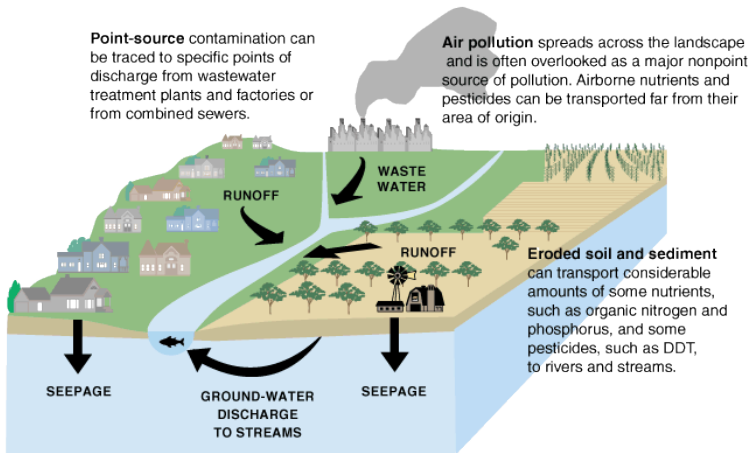 Point-source contamination can
be traced to specific points of
discharge from wastewater
treatment plants and factories or
from combined sewers.
Air pollution spreads across the landscape
and is often overlooked as a major nonpoint
source of pollution. Airborne nutrients and
pesticides can be transported far from their
area of origin.
WASTE
WATER
RUNOFF
RUNOFF
Eroded soil and sediment
can transport considerable
amounts of some nutrients,
such as organic nitrogen and
phosphorus, and some
pesticides, such as DDT,
to rivers and streams.
SEEPAGE
GROUND-WATER
DISCHARGE
TO STREAMS
SEEPAGE